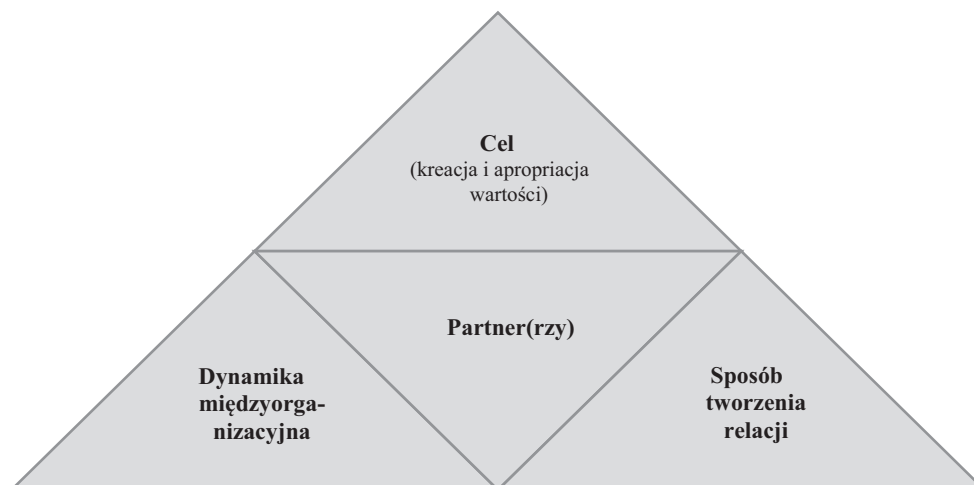 Cel
(kreacja i apropriacja
wartości)
Partner(rzy)
Dynamika
międzyorga-
nizacyjna
Sposób
tworzenia
relacji